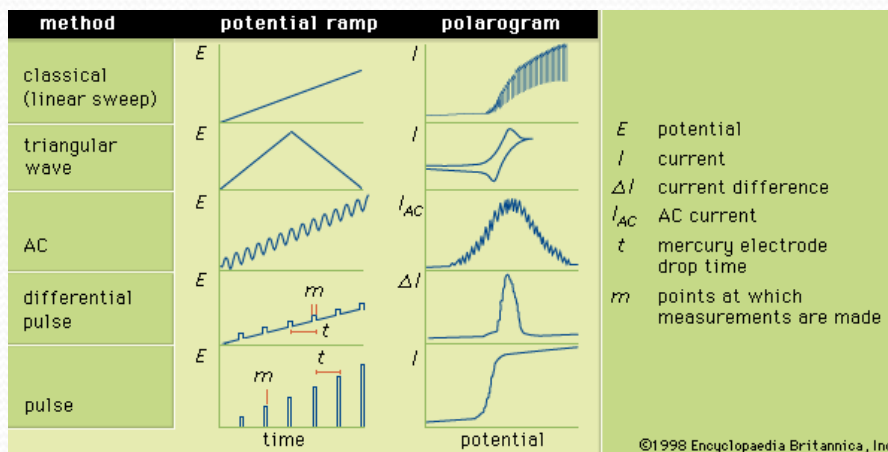 method potential ramp polarogram
classical
(linear sweep)
E
I
triangular
wave
E
I
AC
E
I_AC
differential
pulse
E
m
t
ΔI
pulse
E
m
t
I
time
potential
E potential
I current
ΔI current difference
I_AC AC current
t mercury electrode
drop time
m points at which
measurements are made
©1998 Encyclopaedia Britannica, Inc